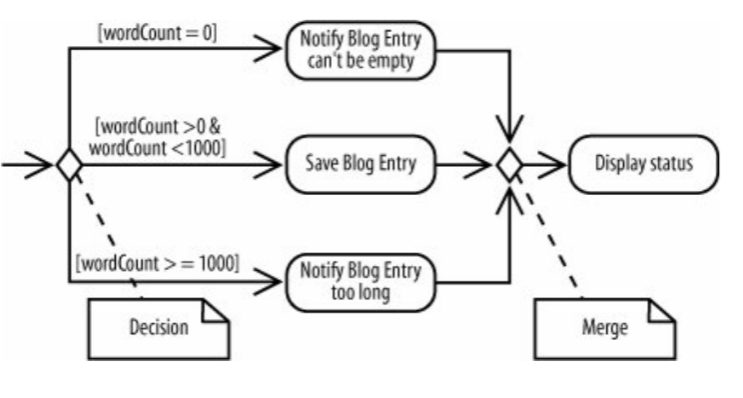 [wordCount = 0]
Notify Blog Entry
can't be empty
[wordCount >0 &
wordCount <1000]
Save Blog Entry
Display status
[wordCount > = 1000]
Notify Blog Entry
too long
Decision
Merge